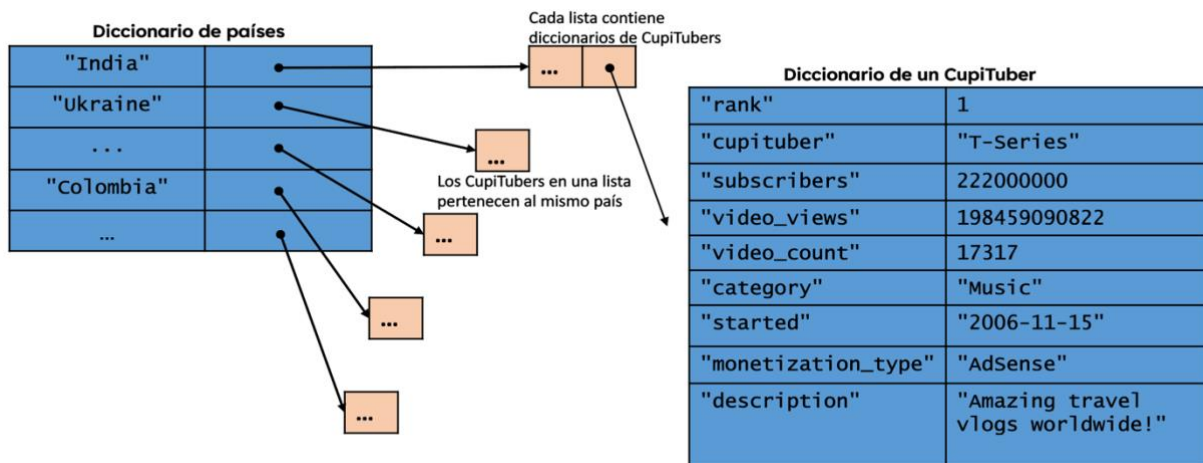 Diccionario de países
"India"
"Ukraine"
...
"Colombia"
...
Cada lista contiene
diccionarios de CupiTubers
...
...
Los CupiTubers en una lista
pertenecen al mismo país
...
...
...
Diccionario de un CupiTuber
"rank" 1
"cupituber" "T-Series"
"subscribers" 222000000
"video_views" 198459090822
"video_count" 17317
"category" "Music"
"started" "2006-11-15"
"monetization_type" "AdSense"
"description" "Amazing travel
vlogs worldwide!"